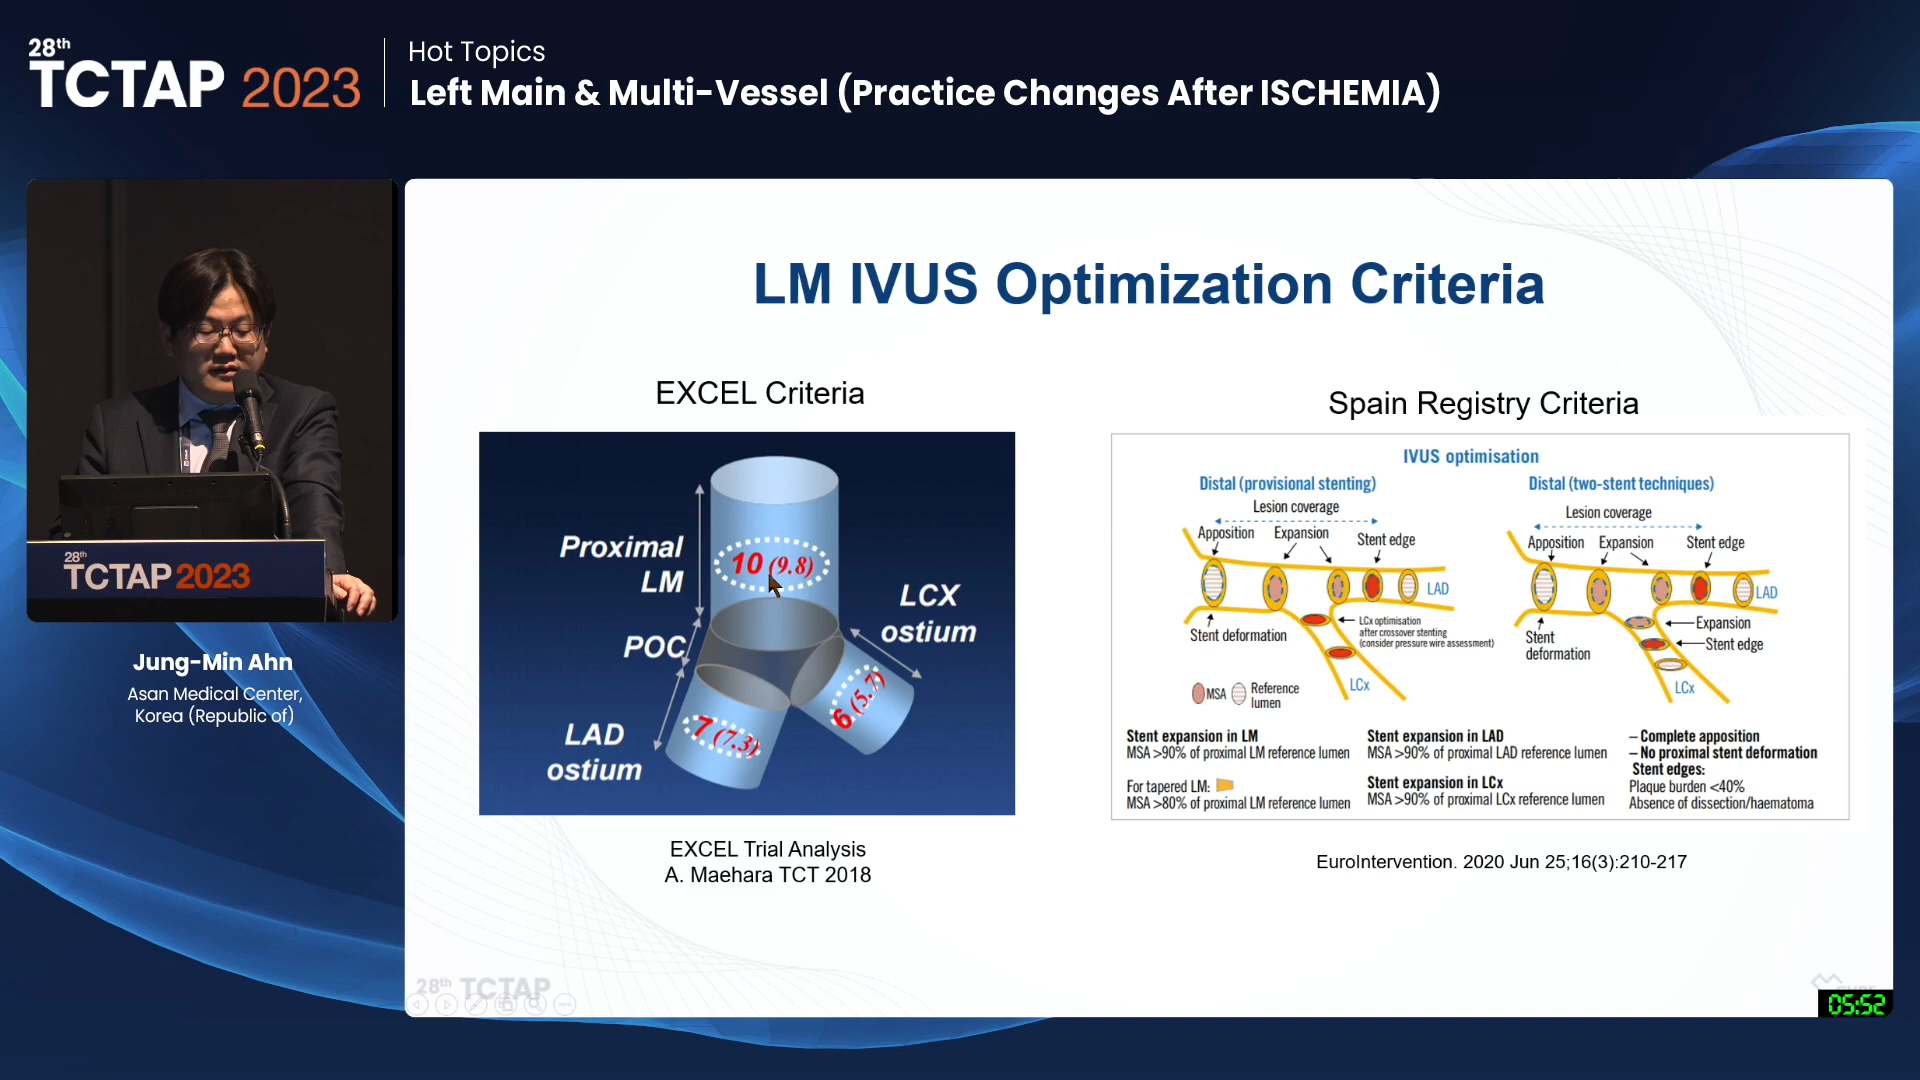 28th
TCTAP 2023
Hot Topics
Left Main & Multi-Vessel (Practice Changes After ISCHEMIA)
28th
TCTAP 2023
Jung-Min Ahn
Asan Medical Center,
Korea (Republic of)
LM IVUS Optimization Criteria
EXCEL Criteria
Proximal
LM
10 (9.8)
POC
LCX
ostium
6 (5.7)
7 (7.3)
LAD
ostium
EXCEL Trial Analysis
A. Maehara TCT 2018
Spain Registry Criteria
IVUS optimisation
Distal (provisional stenting)
Lesion coverage
Apposition
Expansion
Stent edge
LAD
Stent deformation
LCx optimisation
after crossover stenting
(consider pressure wire assessment)
LCx
MSA
Reference
lumen
Distal (two-stent techniques)
Lesion coverage
Apposition
Expansion
Stent edge
LAD
Expansion
Stent edge
Stent
deformation
LCx
Stent expansion in LM
MSA >90% of proximal LM reference lumen
For tapered LM:
MSA >80% of proximal LM reference lumen
Stent expansion in LAD
MSA >90% of proximal LAD reference lumen
Stent expansion in LCx
MSA >90% of proximal LCx reference lumen
– Complete apposition
– No proximal stent deformation
Stent edges:
Plaque burden <40%
Absence of dissection/haematoma
EuroIntervention. 2020 Jun 25;16(3):210-217
28th TCTAP
05:52